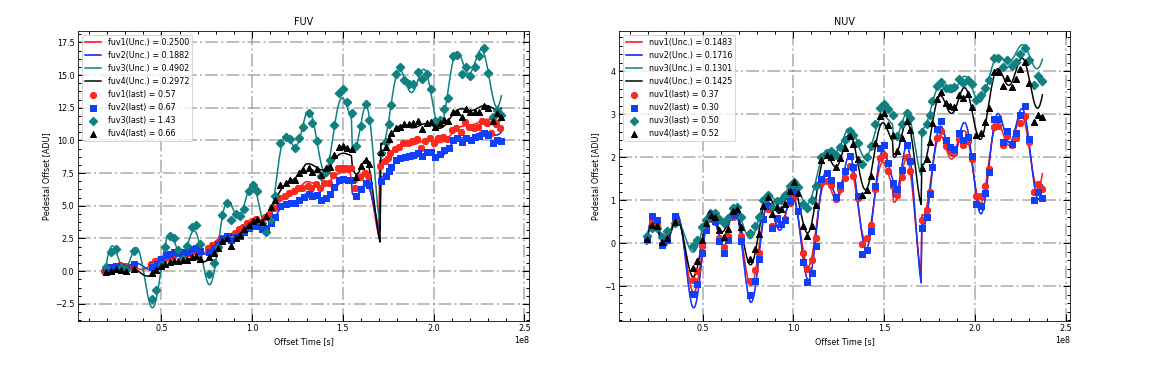 FUV
fuv1(Unc.) = 0.2500
fuv2(Unc.) = 0.1882
fuv3(Unc.) = 0.4902
fuv4(Unc.) = 0.2972
fuv1(last) = 0.57
fuv2(last) = 0.67
fuv3(last) = 1.43
fuv4(last) = 0.66
17.5
15.0
12.5
10.0
7.5
5.0
2.5
0.0
−2.5
Pedestal Offset [ADU]
0.5
1.0
1.5
2.0
2.5
1e8
Offset Time [s]
NUV
nuv1(Unc.) = 0.1483
nuv2(Unc.) = 0.1716
nuv3(Unc.) = 0.1301
nuv4(Unc.) = 0.1425
nuv1(last) = 0.37
nuv2(last) = 0.30
nuv3(last) = 0.50
nuv4(last) = 0.52
4
3
2
1
0
−1
Pedestal Offset [ADU]
0.5
1.0
1.5
2.0
2.5
1e8
Offset Time [s]